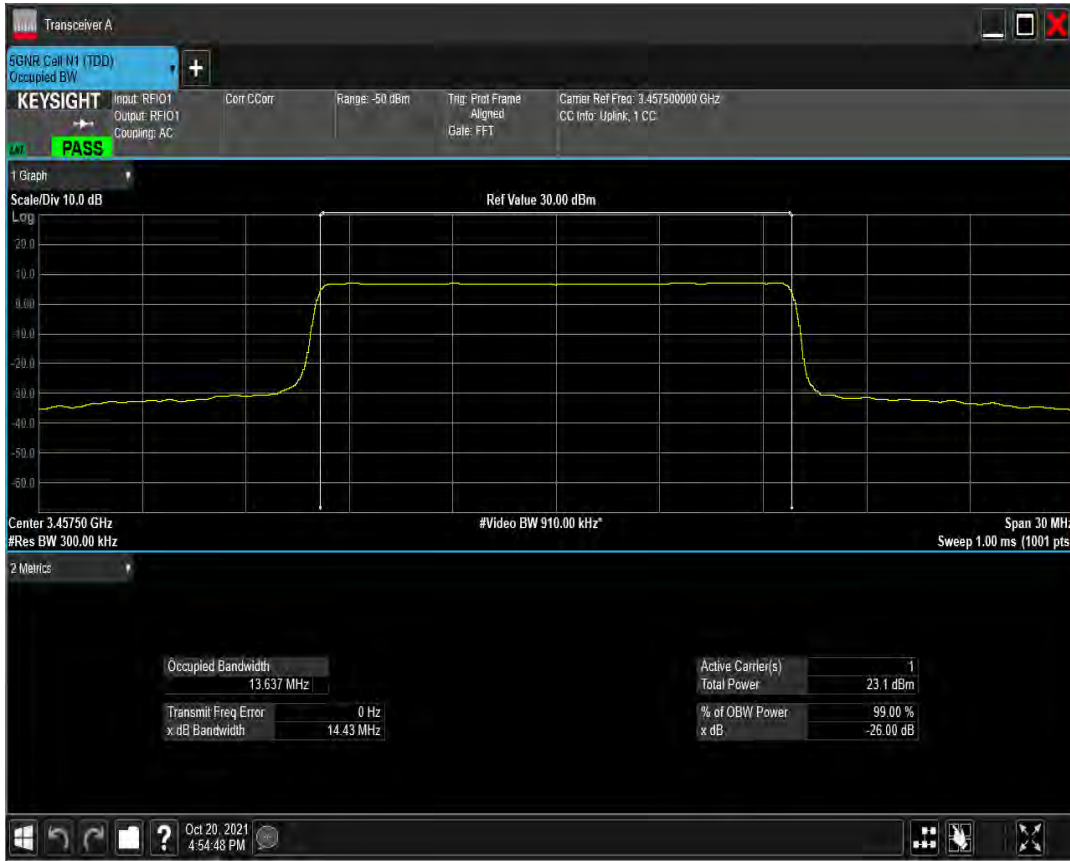 Transceiver A
5GNR Cell N1 (TDD)
Occupied BW
+
KEYSIGHT
Input: RFIO1
Output: RFIO1
Coupling: AC
Corr CCorr
Range: -50 dBm
Trig: Prot Frame
Aligned
Gate: FFT
Carrier Ref Freq: 3.457500000 GHz
CC Info: Uplink, 1 CC
PASS
1 Graph
Scale/Div 10.0 dB
Ref Value 30.00 dBm
Log
20.0
10.0
0.00
-10.0
-20.0
-30.0
-40.0
-50.0
-60.0
Center 3.45750 GHz
#Video BW 910.00 kHz*
Span 30 MHz
#Res BW 300.00 kHz
Sweep 1.00 ms (1001 pts
2 Metrics
Occupied Bandwidth
13.637 MHz
Transmit Freq Error 0 Hz
x dB Bandwidth 14.43 MHz
Active Carrier(s) 1
Total Power 23.1 dBm
% of OBW Power 99.00 %
x dB -26.00 dB
?
Oct 20, 2021
4:54:48 PM